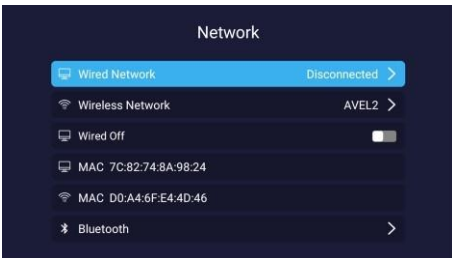 Network
Wired Network Disconnected
Wireless Network AVEL2
Wired Off
MAC 7C:82:74:8A:98:24
MAC D0:A4:6F:E4:4D:46
Bluetooth